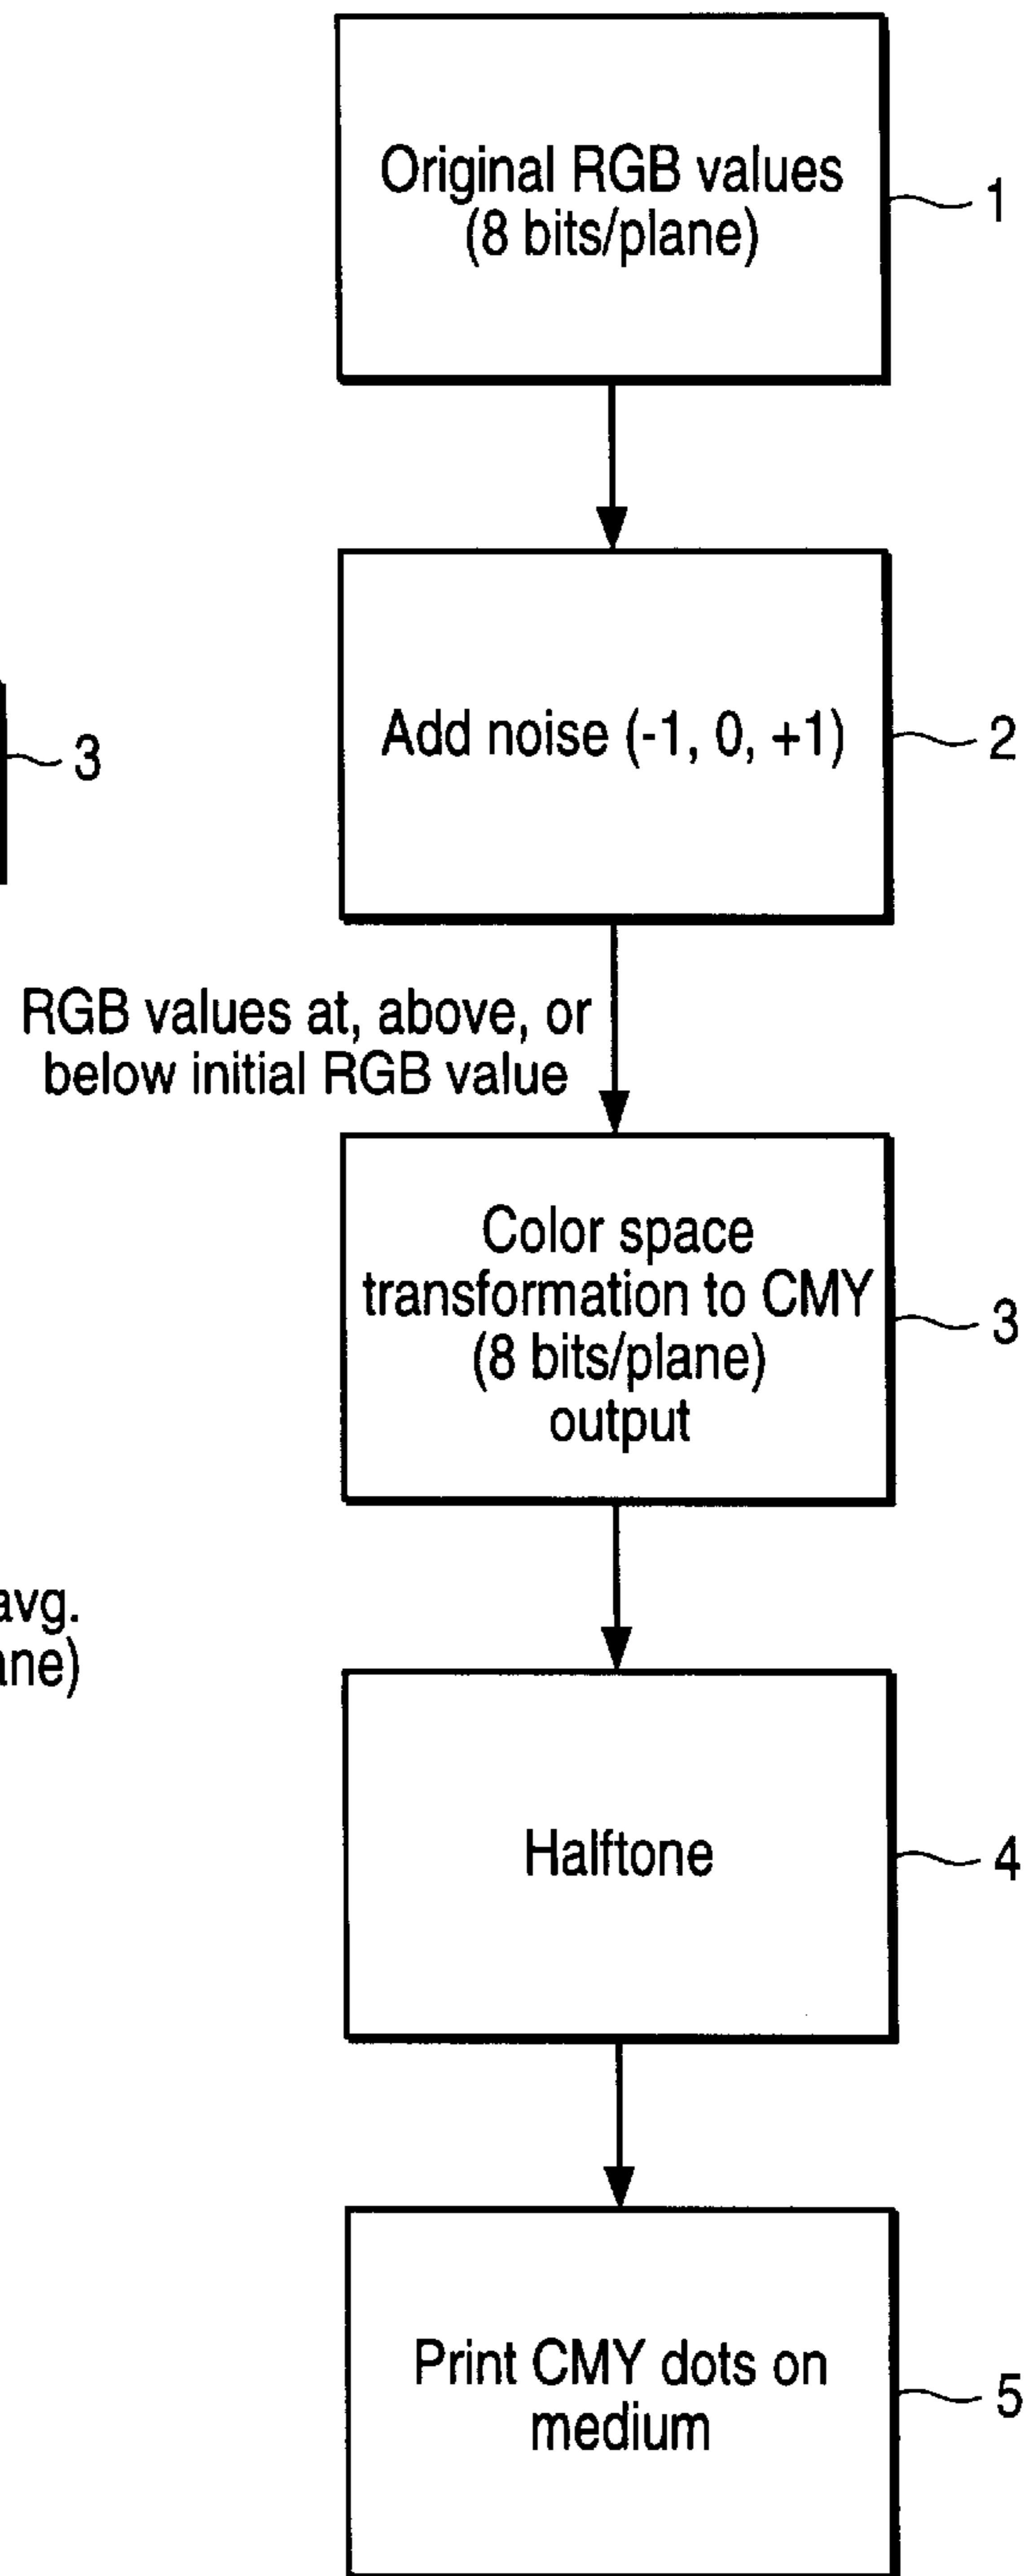 Original RGB values
(8 bits/plane)
1
Add noise (-1, 0, +1)
2
3
RGB values at, above, or
below initial RGB value
Color space
transformation to CMY
(8 bits/plane)
output
3
avg.
Halftone
4
Print CMY dots on
medium
5